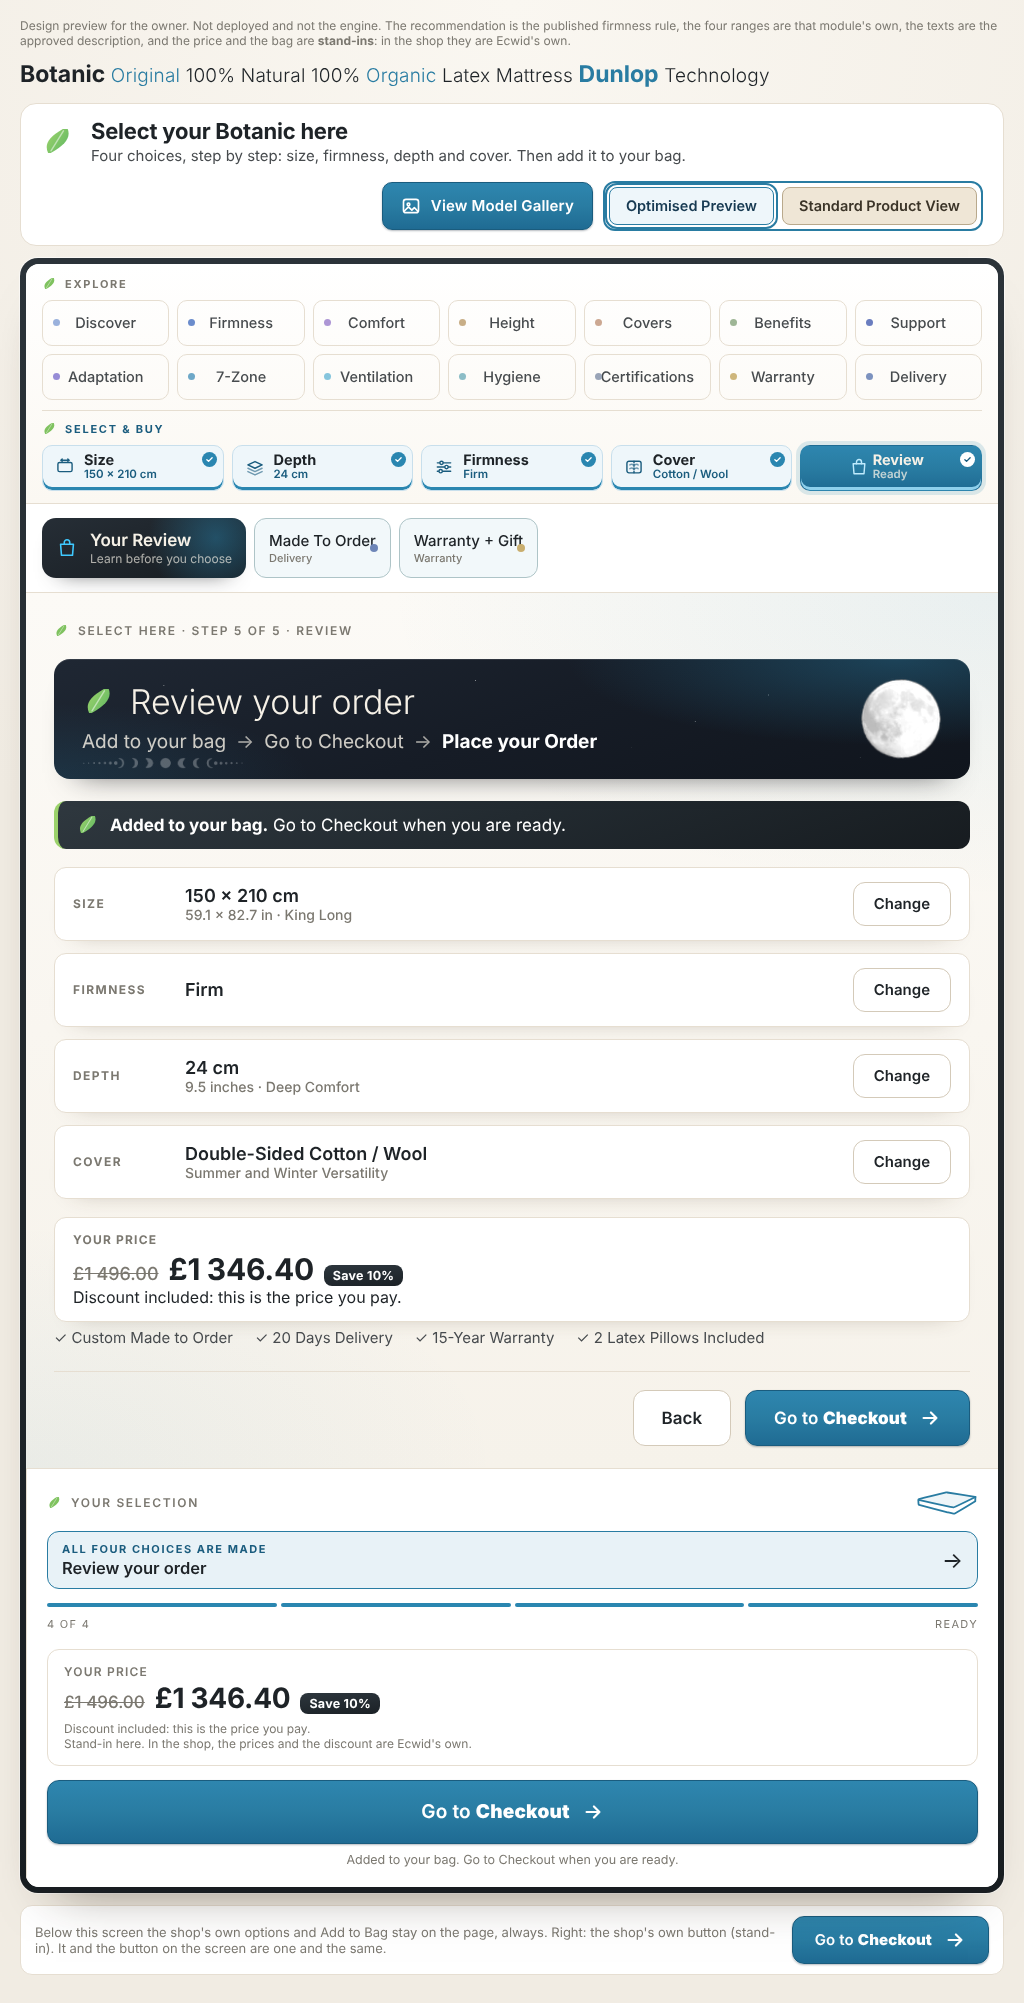 Design preview for the owner. Not deployed and not the engine. The recommendation is the published firmness rule, the four ranges are that module's own, the texts are the
approved description, and the price and the bag are stand-ins: in the shop they are Ecwid's own.
Botanic Original 100% Natural 100% Organic Latex Mattress Dunlop Technology
Select your Botanic here
Four choices, step by step: size, firmness, depth and cover. Then add it to your bag.
View Model Gallery
Optimised Preview
Standard Product View
EXPLORE
Discover
Firmness
Comfort
Height
Covers
Benefits
Support
Adaptation
7-Zone
Ventilation
Hygiene
Certifications
Warranty
Delivery
SELECT & BUY
Size
150 × 210 cm
Depth
24 cm
Firmness
Firm
Cover
Cotton / Wool
Review
Ready
Your Review
Learn before you choose
Made To Order
Delivery
Warranty + Gift
Warranty
SELECT HERE · STEP 5 OF 5 · REVIEW
Review your order
Add to your bag → Go to Checkout → Place your Order
Added to your bag. Go to Checkout when you are ready.
SIZE
150 × 210 cm
59.1 × 82.7 in · King Long
Change
FIRMNESS
Firm
Change
DEPTH
24 cm
9.5 inches · Deep Comfort
Change
COVER
Double-Sided Cotton / Wool
Summer and Winter Versatility
Change
YOUR PRICE
£1 496.00 £1 346.40 Save 10%
Discount included: this is the price you pay.
✓ Custom Made to Order ✓ 20 Days Delivery ✓ 15-Year Warranty ✓ 2 Latex Pillows Included
Back
Go to Checkout →
YOUR SELECTION
ALL FOUR CHOICES ARE MADE
Review your order →
4 OF 4
READY
YOUR PRICE
£1 496.00 £1 346.40 Save 10%
Discount included: this is the price you pay.
Stand-in here. In the shop, the prices and the discount are Ecwid's own.
Go to Checkout →
Added to your bag. Go to Checkout when you are ready.
Below this screen the shop's own options and Add to Bag stay on the page, always. Right: the shop's own button (stand-
in). It and the button on the screen are one and the same.
Go to Checkout →